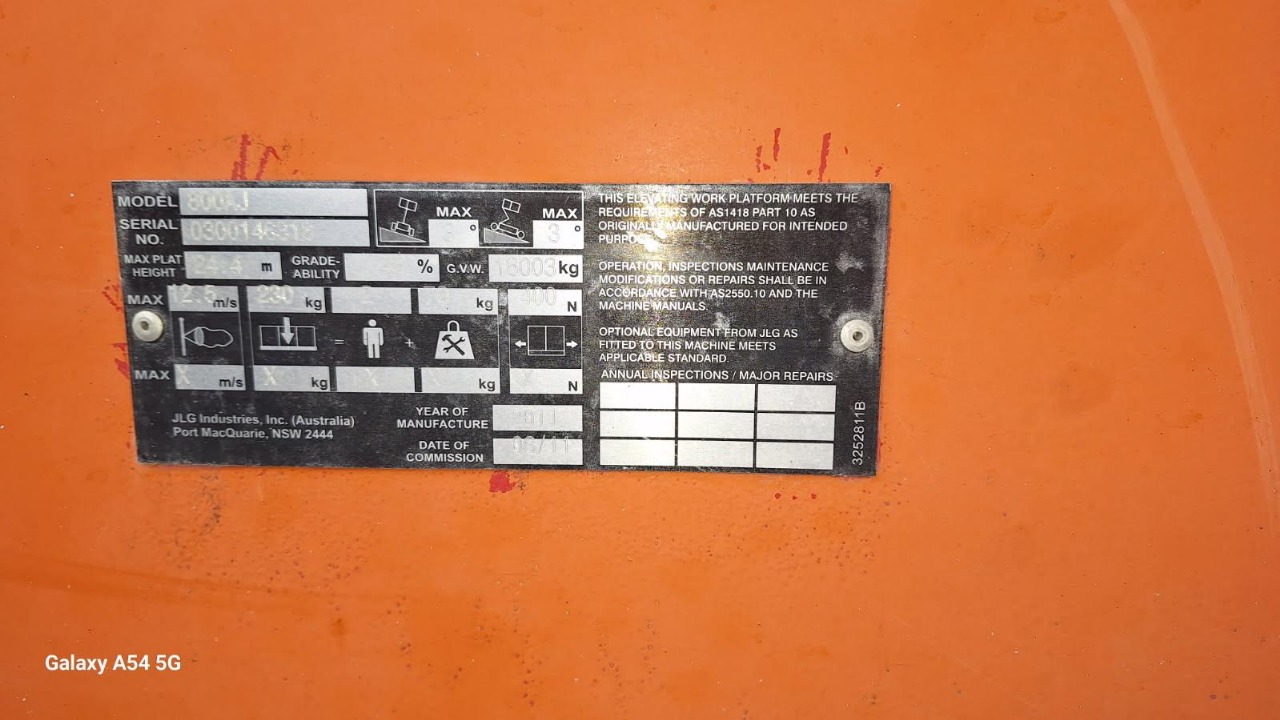 MODEL 800AJ
SERIAL
NO.
MAX
°
MAX
3°
MAX PLAT
HEIGHT 24.4 m
GRADE-
ABILITY %
G.V.W. kg
MAX 12.5 m/s 230 kg kg 400 N
= +
MAX X m/s X kg X kg N
JLG Industries, Inc. (Australia)
Port MacQuarie, NSW 2444
YEAR OF
MANUFACTURE 2011
DATE OF
COMMISSION
THIS ELEVATING WORK PLATFORM MEETS THE
REQUIREMENTS OF AS1418 PART 10 AS
ORIGINALLY MANUFACTURED FOR INTENDED
PURPOSE.
OPERATION, INSPECTIONS MAINTENANCE
MODIFICATIONS OR REPAIRS SHALL BE IN
ACCORDANCE WITH AS2550.10 AND THE
MACHINE MANUALS.
OPTIONAL EQUIPMENT FROM JLG AS
FITTED TO THIS MACHINE MEETS
APPLICABLE STANDARD.
ANNUAL INSPECTIONS / MAJOR REPAIRS
3252811B
Galaxy A54 5G